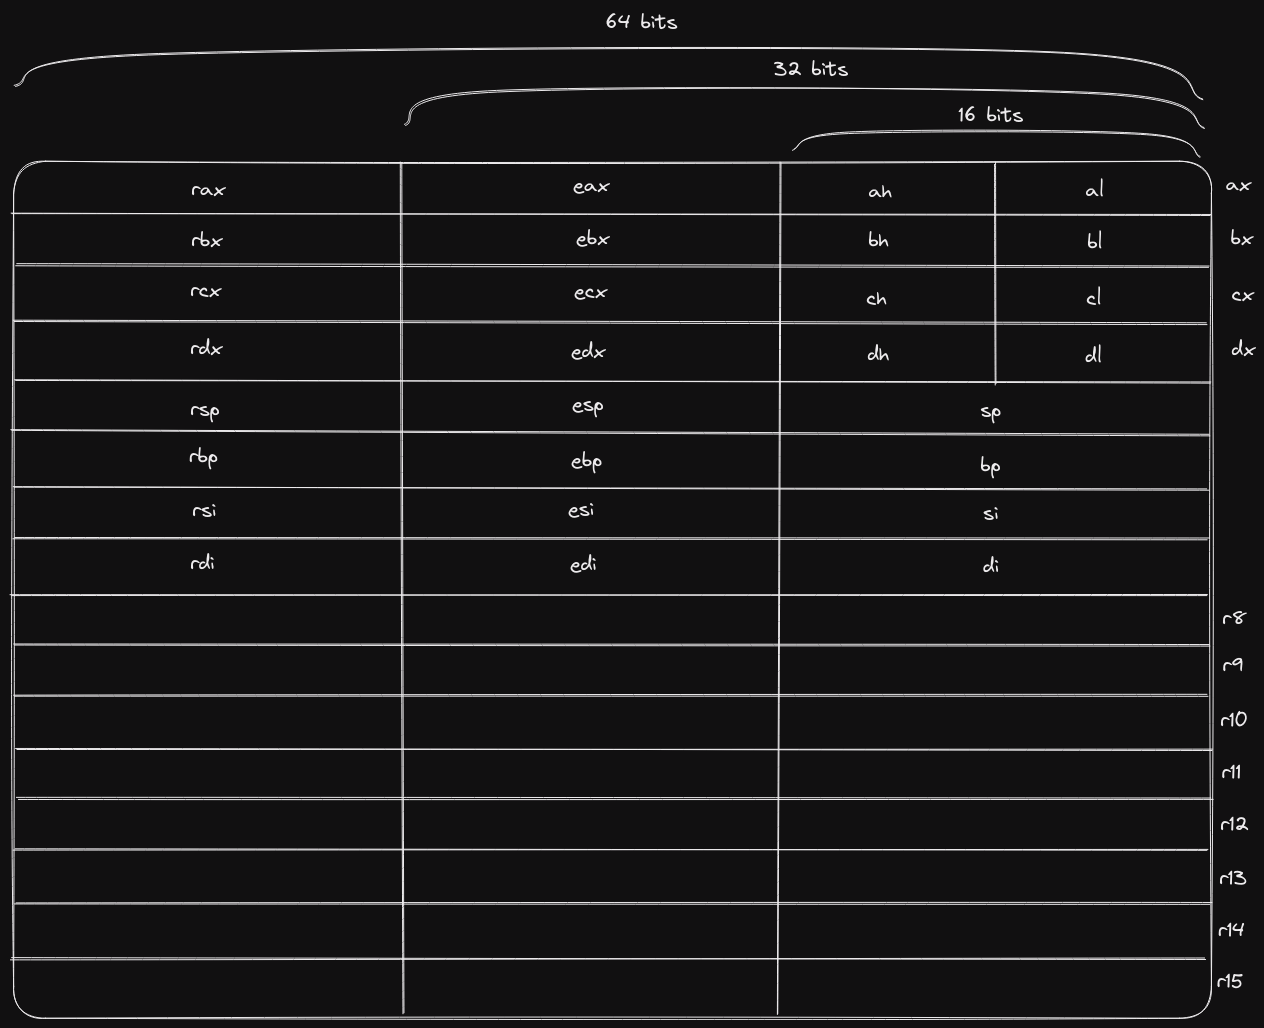 64 bits
32 bits
16 bits
rax eax ah al ax
rbx ebx bh bl bx
rcx ecx ch cl cx
rdx edx dh dl dx
rsp esp sp
rbp ebp bp
rsi esi si
rdi edi di
r8
r9
r10
r11
r12
r13
r14
r15